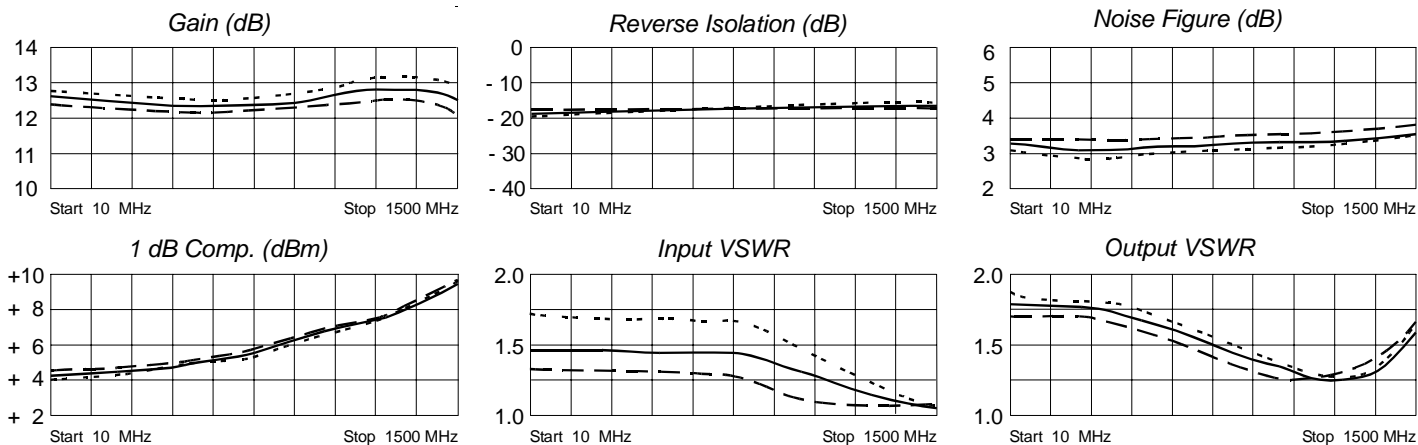 Gain (dB)
14
13
12
11
10
Start 10 MHz
Stop 1500 MHz
Reverse Isolation (dB)
0
- 10
- 20
- 30
- 40
Start 10 MHz
Stop 1500 MHz
Noise Figure (dB)
6
5
4
3
2
Start 10 MHz
Stop 1500 MHz
1 dB Comp. (dBm)
+10
+ 8
+ 6
+ 4
+ 2
Start 10 MHz
Stop 1500 MHz
Input VSWR
2.0
1.5
1.0
Start 10 MHz
Stop 1500 MHz
Output VSWR
2.0
1.5
1.0
Start 10 MHz
Stop 1500 MHz